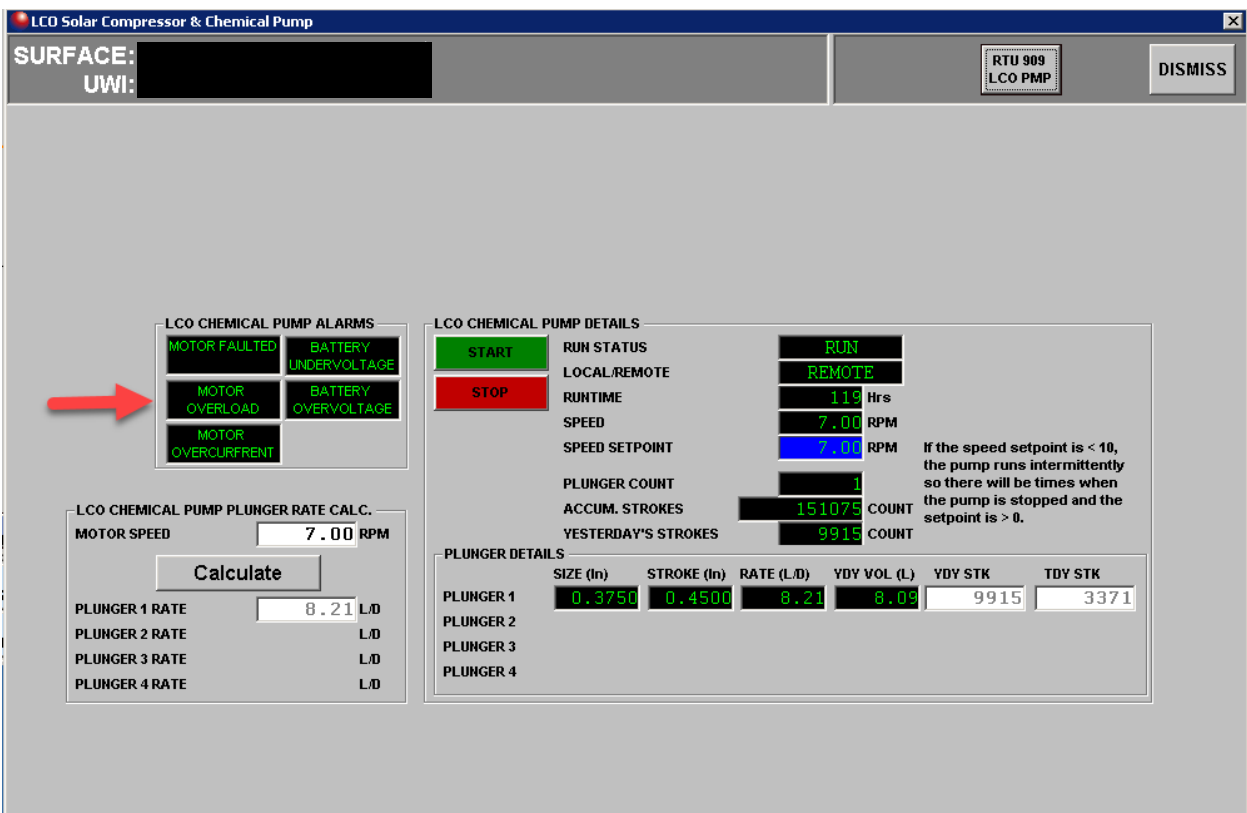 LCO Solar Compressor & Chemical Pump
SURFACE:
UWI:
RTU 909
LCO PMP
DISMISS
LCO CHEMICAL PUMP ALARMS
MOTOR FAULTED
BATTERY
UNDERVOLTAGE
MOTOR
OVERLOAD
BATTERY
OVERVOLTAGE
MOTOR
OVERCURFRENT
LCO CHEMICAL PUMP PLUNGER RATE CALC.
MOTOR SPEED 7.00 RPM
Calculate
PLUNGER 1 RATE 8.21 L/D
PLUNGER 2 RATE L/D
PLUNGER 3 RATE L/D
PLUNGER 4 RATE L/D
LCO CHEMICAL PUMP DETAILS
START
STOP
RUN STATUS RUN
LOCAL/REMOTE REMOTE
RUNTIME 119 Hrs
SPEED 7.00 RPM
SPEED SETPOINT 7.00 RPM
PLUNGER COUNT 1
ACCUM. STROKES 151075 COUNT
YESTERDAY'S STROKES 9915 COUNT
If the speed setpoint is < 10,
the pump runs intermittently
so there will be times when
the pump is stopped and the
setpoint is > 0.
PLUNGER DETAILS
SIZE (In) STROKE (In) RATE (L/D) YDY VOL (L) YDY STK TDY STK
PLUNGER 1 0.3750 0.4500 8.21 8.09 9915 3371
PLUNGER 2
PLUNGER 3
PLUNGER 4